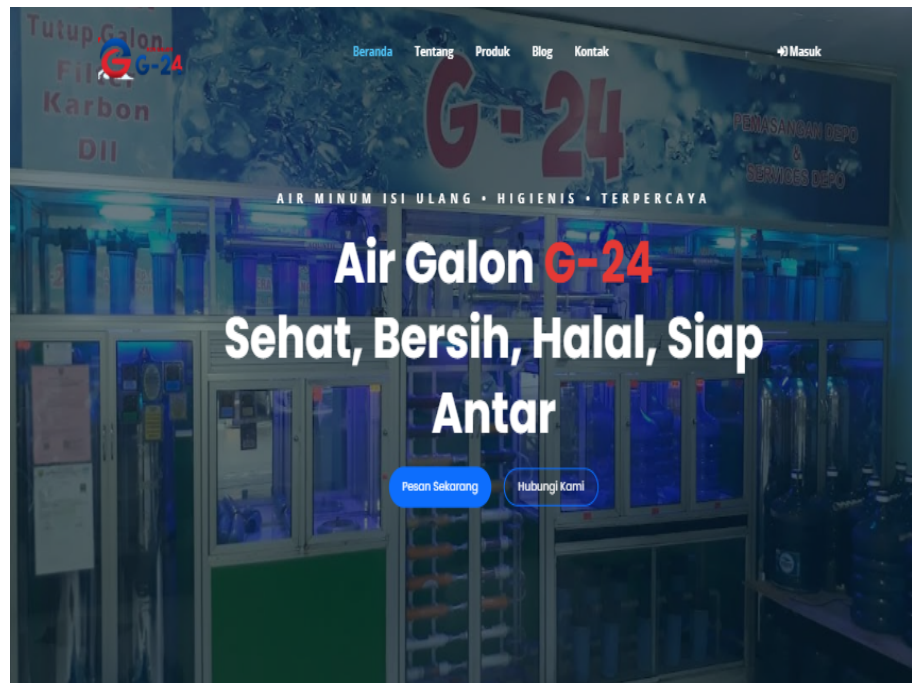 Tutup Galon
Filter
Karbon
Dll
G-24
Beranda
Tentang
Produk
Blog
Kontak
Masuk
G - 24
PEMASANGAN DEPO
&
SERVICES DEPO
AIR MINUM ISI ULANG • HIGIENIS • TERPERCAYA
Air Galon G-24
Sehat, Bersih, Halal, Siap
Antar
Pesan Sekarang
Hubungi Kami